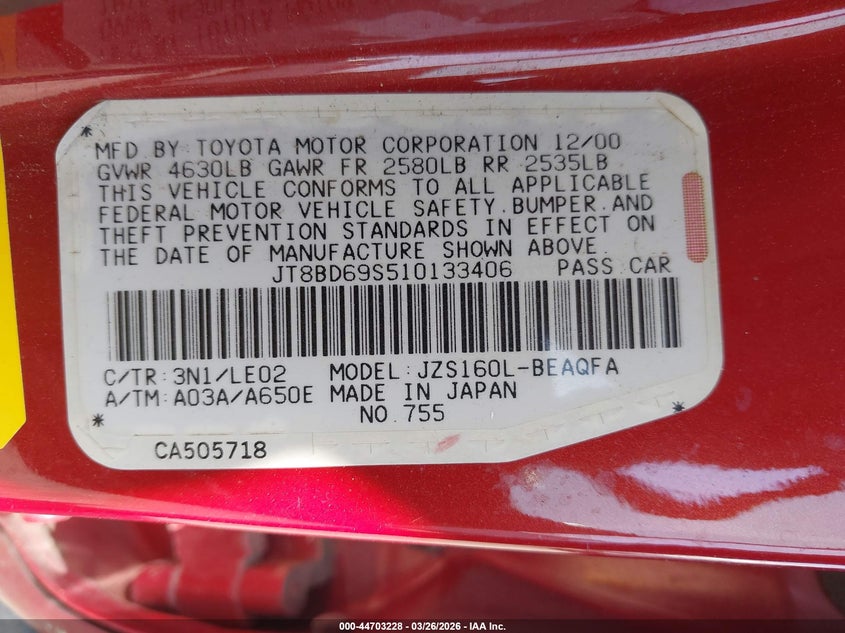 MFD BY TOYOTA MOTOR CORPORATION 12/00
GVWR 4630LB GAWR FR 2580LB RR 2535LB
THIS VEHICLE CONFORMS TO ALL APPLICABLE
FEDERAL MOTOR VEHICLE SAFETY, BUMPER, AND
THEFT PREVENTION STANDARDS IN EFFECT ON
THE DATE OF MANUFACTURE SHOWN ABOVE.
JT8BD69S510133406 PASS CAR
C/TR:3N1/LE02 MODEL:JZS160L-BEAQFA
A/TM:A03A/A650E MADE IN JAPAN
NO.755
CA505718
000-44703228 - 03/26/2026 - IAA Inc.